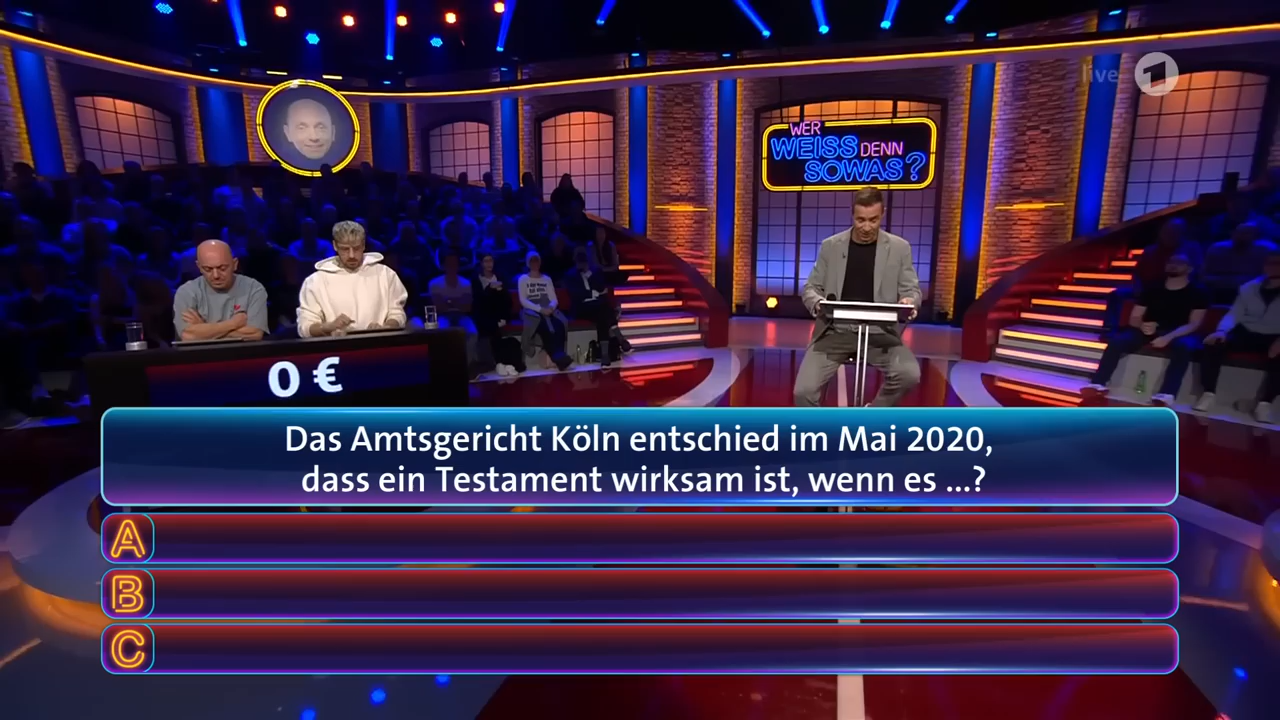 live 1
WER
WEISS DENN
SOWAS?
0 €
Das Amtsgericht Köln entschied im Mai 2020,
dass ein Testament wirksam ist, wenn es ...?
A
B
C